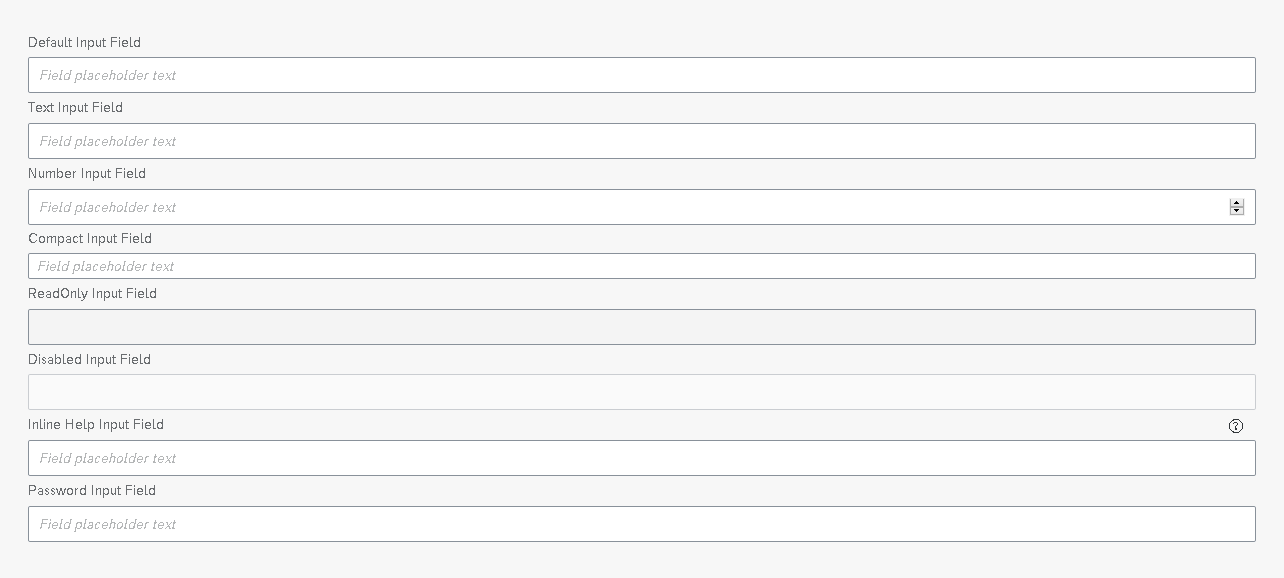 Default Input Field
Field placeholder text
Text Input Field
Field placeholder text
Number Input Field
Field placeholder text
Compact Input Field
Field placeholder text
ReadOnly Input Field
Disabled Input Field
Inline Help Input Field
?
Field placeholder text
Password Input Field
Field placeholder text